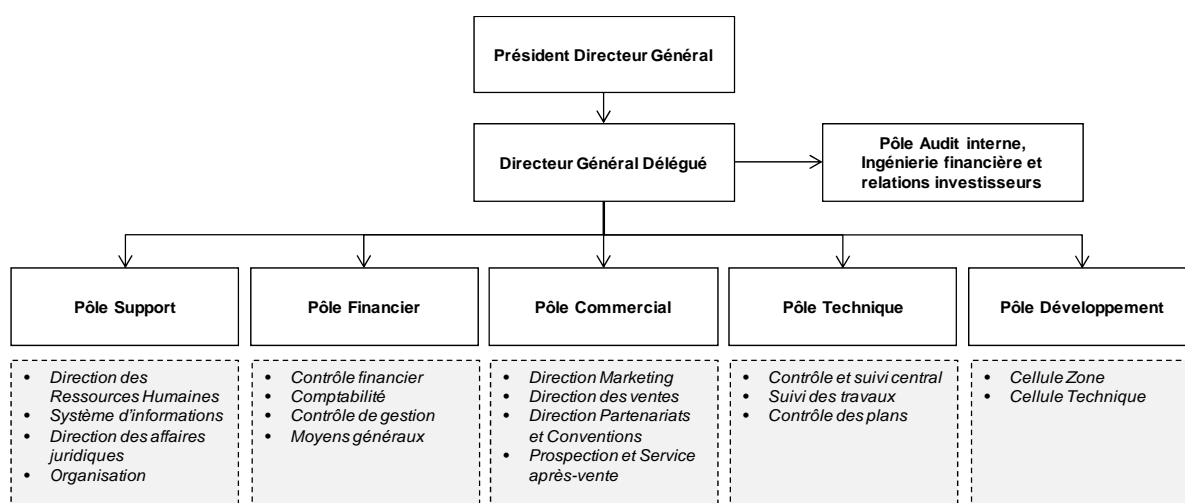 Président Directeur Général
Directeur Général Délégué
Pôle Audit interne,
Ingénierie financière et
relations investisseurs
Pôle Support
Pôle Financier
Pôle Commercial
Pôle Technique
Pôle Développement
• Direction des
Ressources Humaines
• Système d'informations
• Direction des affaires
juridiques
• Organisation
• Contrôle financier
• Comptabilité
• Contrôle de gestion
• Moyens généraux
• Direction Marketing
• Direction des ventes
• Direction Partenariats
et Conventions
• Prospection et Service
après-vente
• Contrôle et suivi central
• Suivi des travaux
• Contrôle des plans
• Cellule Zone
• Cellule Technique